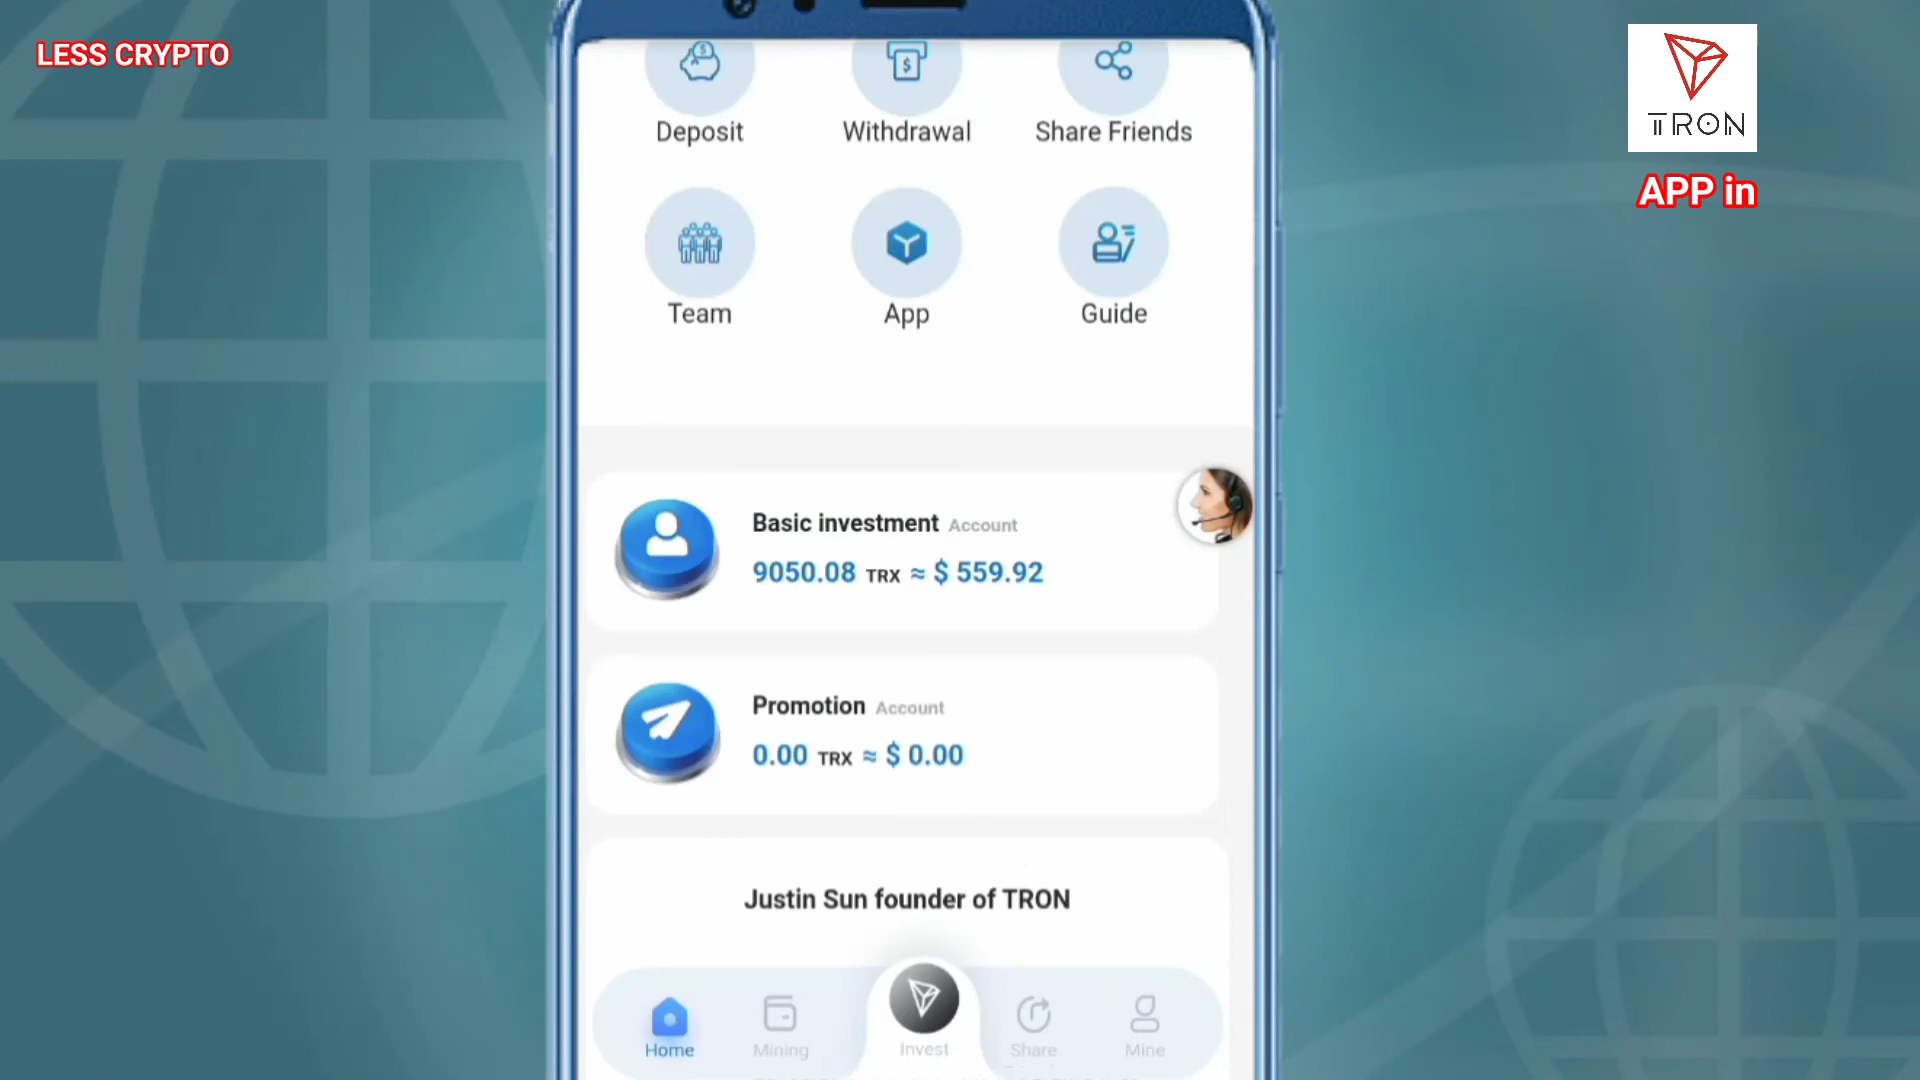 LESS CRYPTO
TRON
APP in
Deposit
Withdrawal
Share Friends
Team
App
Guide
Basic investment Account
9050.08 TRX ≈ $ 559.92
Promotion Account
0.00 TRX ≈ $ 0.00
Justin Sun founder of TRON
Home
Mining
Invest
Share
Mine